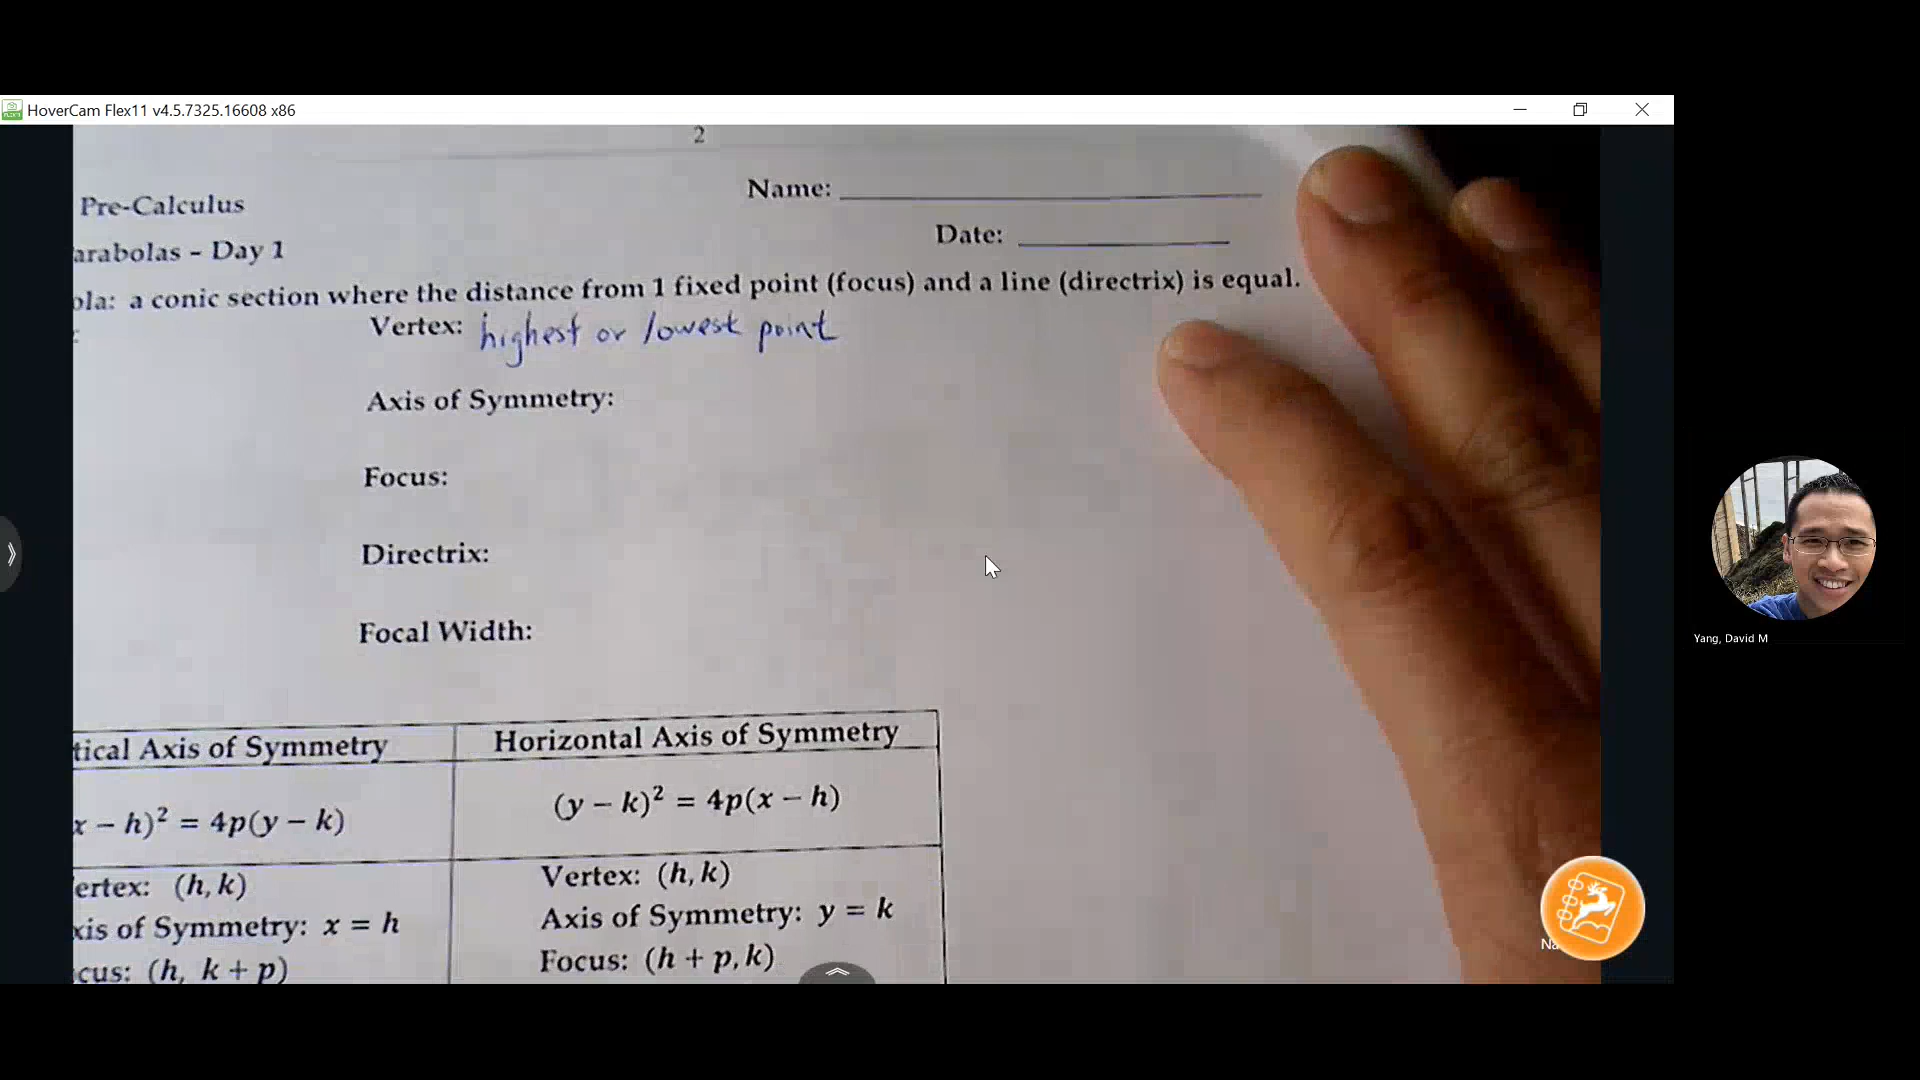 HoverCam Flex11 v4.5.7325.16608 x86
2
Pre-Calculus
Name:
arabolas – Day 1
Date:
ola: a conic section where the distance from 1 fixed point (focus) and a line (directrix) is equal.
Vertex: highest or lowest point
Axis of Symmetry:
Focus:
Directrix:
Focal Width:
tical Axis of Symmetry
Horizontal Axis of Symmetry
x − h)² = 4p(y − k)
(y − k)² = 4p(x − h)
ertex: (h, k)
xis of Symmetry: x = h
cus: (h, k + p)
Vertex: (h, k)
Axis of Symmetry: y = k
Focus: (h + p, k)
Yang, David M
Na